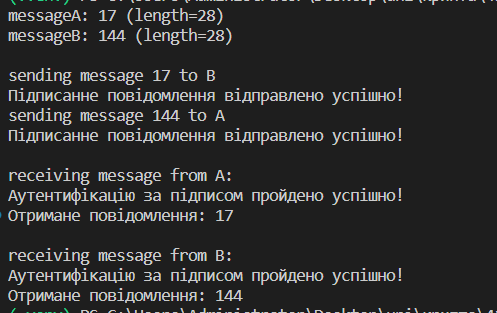 messageA: 17 (length=28)
messageB: 144 (length=28)
sending message 17 to B
Підписанне повідомлення відправлено успішно!
sending message 144 to A
Підписанне повідомлення відправлено успішно!
receiving message from A:
Аутентифікацію за підписом пройдено успішно!
Отримане повідомлення: 17
receiving message from B:
Аутентифікацію за підписом пройдено успішно!
Отримане повідомлення: 144